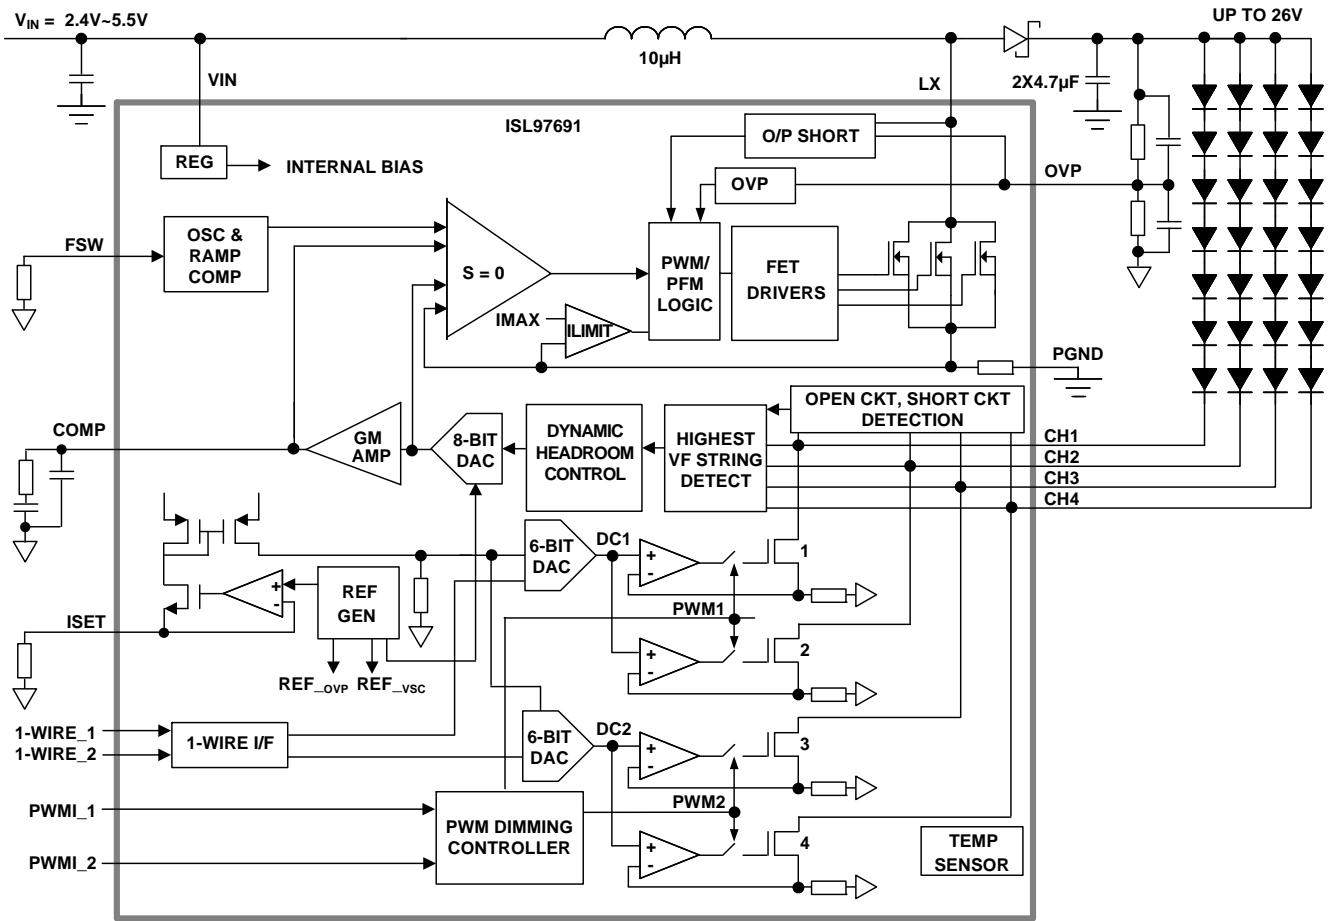 V_IN = 2.4V~5.5V
UP TO 26V
10µH
VIN
LX
2X4.7µF
ISL97691
O/P SHORT
REG
INTERNAL BIAS
OVP
OVP
FSW
OSC &
RAMP
COMP
S = 0
PWM/
PFM
LOGIC
FET
DRIVERS
IMAX
ILIMIT
PGND
OPEN CKT, SHORT CKT
DETECTION
COMP
GM
AMP
8-BIT
DAC
DYNAMIC
HEADROOM
CONTROL
HIGHEST
VF STRING
DETECT
CH1
CH2
CH3
CH4
6-BIT
DAC
DC1
+
-
1
+
-
REF
GEN
ISET
PWM1
+
-
2
REF_OVP
REF_VSC
1-WIRE_1
1-WIRE_2
1-WIRE I/F
6-BIT
DAC
DC2
+
-
3
PWMI_1
PWMI_2
PWM DIMMING
CONTROLLER
PWM2
+
-
4
TEMP
SENSOR